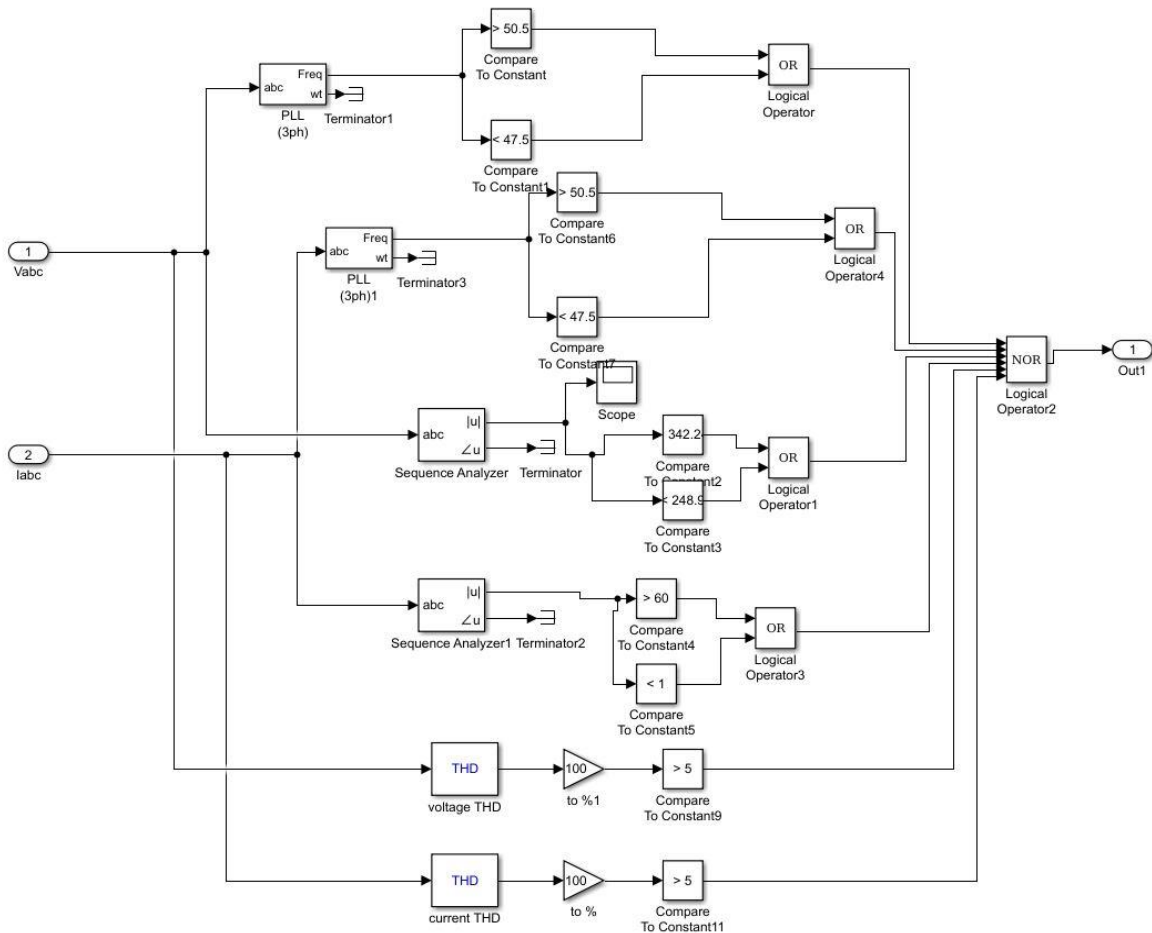 > 50.5
Compare
To Constant
OR
Logical
Operator
abc
Freq
wt
PLL
(3ph)
Terminator1
< 47.5
Compare
To Constant1
> 50.5
Compare
To Constant6
OR
Logical
Operator4
1
Vabc
abc
Freq
wt
PLL
(3ph)1
Terminator3
< 47.5
Compare
To Constant7
NOR
Logical
Operator2
1
Out1
Scope
abc
|u|
∠u
Sequence Analyzer
Terminator
342.2
Compare
To Constant2
OR
Logical
Operator1
2
Iabc
< 248.9
Compare
To Constant3
abc
|u|
∠u
Sequence Analyzer1
Terminator2
> 60
Compare
To Constant4
OR
Logical
Operator3
< 1
Compare
To Constant5
THD
voltage THD
100
to %1
> 5
Compare
To Constant9
THD
current THD
100
to %
> 5
Compare
To Constant11